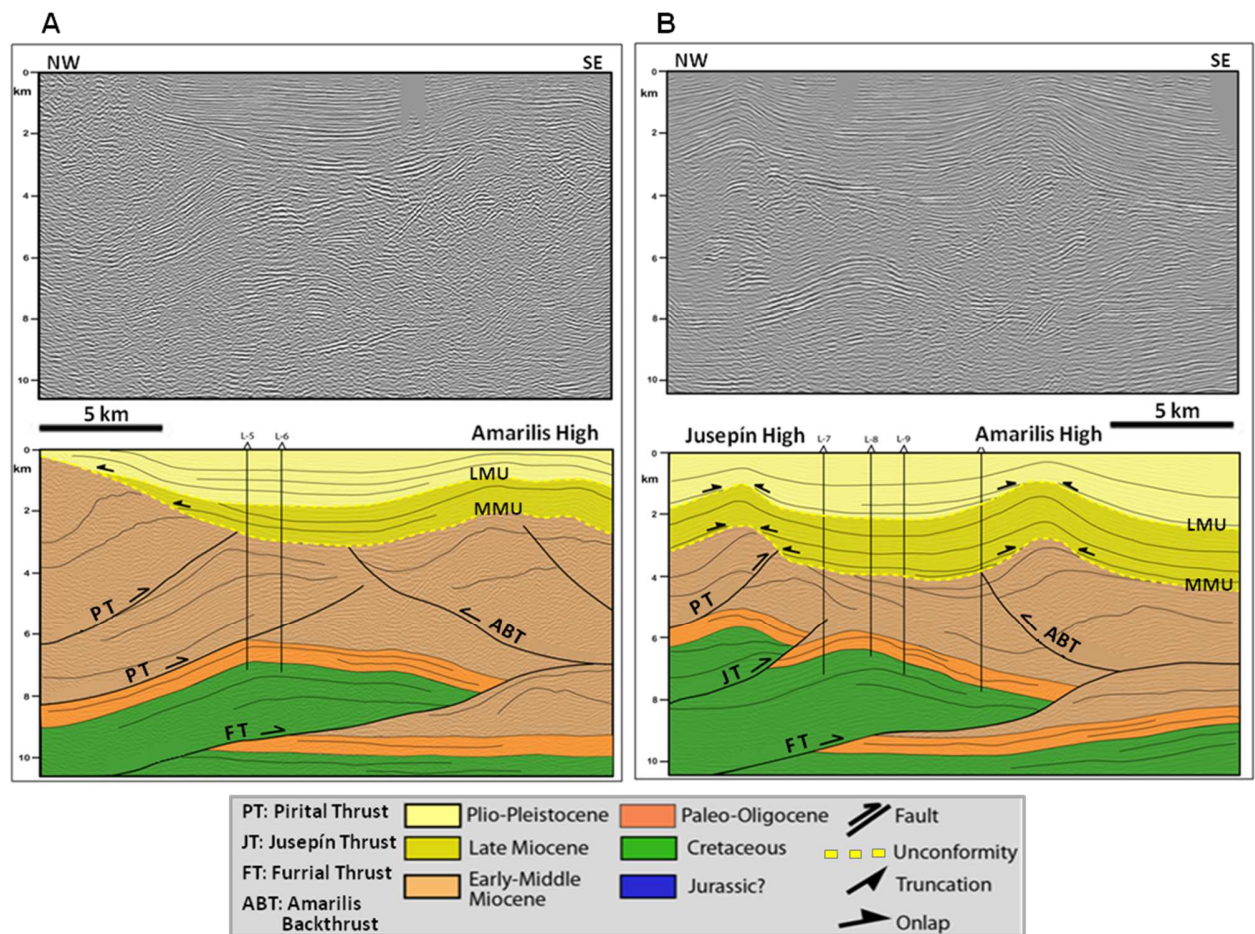 A
B
NW
SE
0
km
2
4
6
8
10
NW
SE
0
km
2
4
6
8
10
5 km
5 km
L-5
L-6
Amarilis High
0
km
2
4
6
8
10
LMU
MMU
PT
PT
ABT
FT
Jusepín High
L-7
L-8
L-9
Amarilis High
0
km
2
4
6
8
10
LMU
MMU
PT
JT
ABT
FT
PT: Pirital Thrust
JT: Jusepín Thrust
FT: Furrial Thrust
ABT: Amarilis
Backthrust
Plio-Pleistocene
Late Miocene
Early-Middle
Miocene
Paleo-Oligocene
Cretaceous
Jurassic?
Fault
Unconformity
Truncation
Onlap